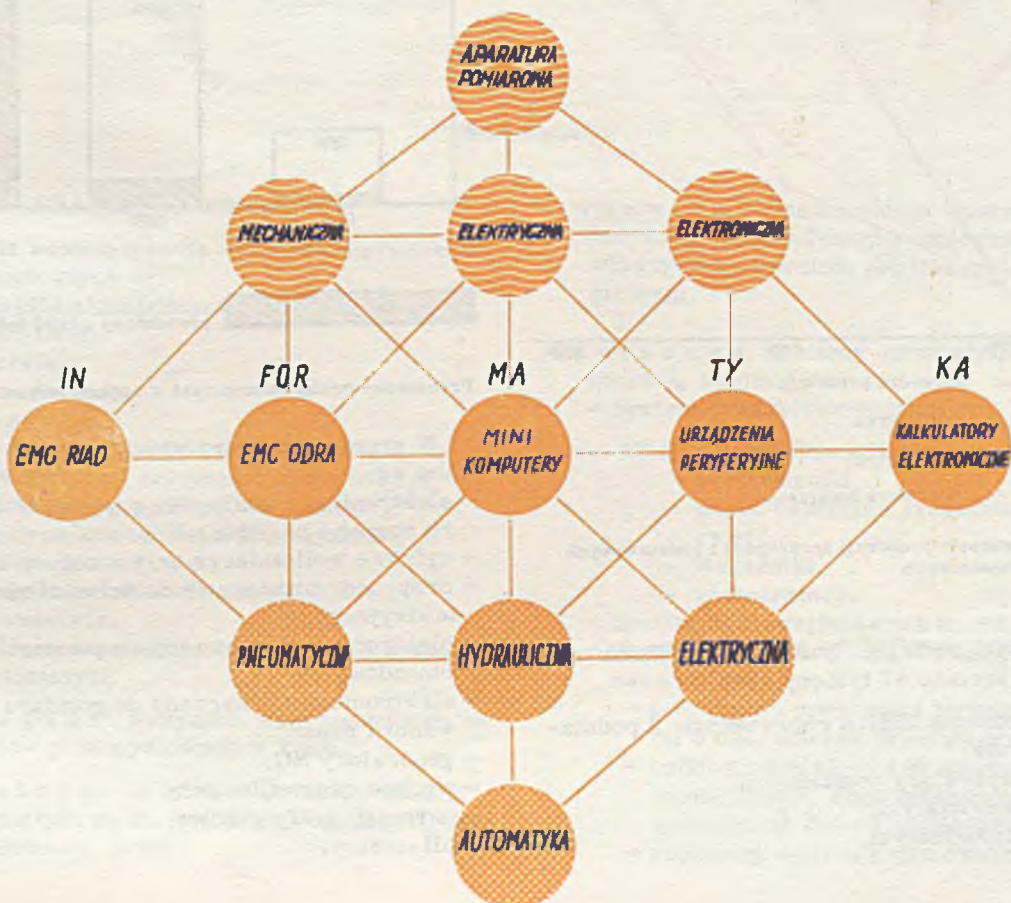 APARATURA
POMIAROWA
MECHANICZNA
ELEKTRYCZNA
ELEKTRONICZNA
IN FOR MA TY KA
EMC RIAD
EMC ODRA
MINI
KOMPUTERY
URZĄDZENIA
PERYFERYJNE
KALKULATORY
ELEKTRONICZNE
PNEUMATYCZNA
HYDRAULICZNA
ELEKTRYCZNA
AUTOMATYKA